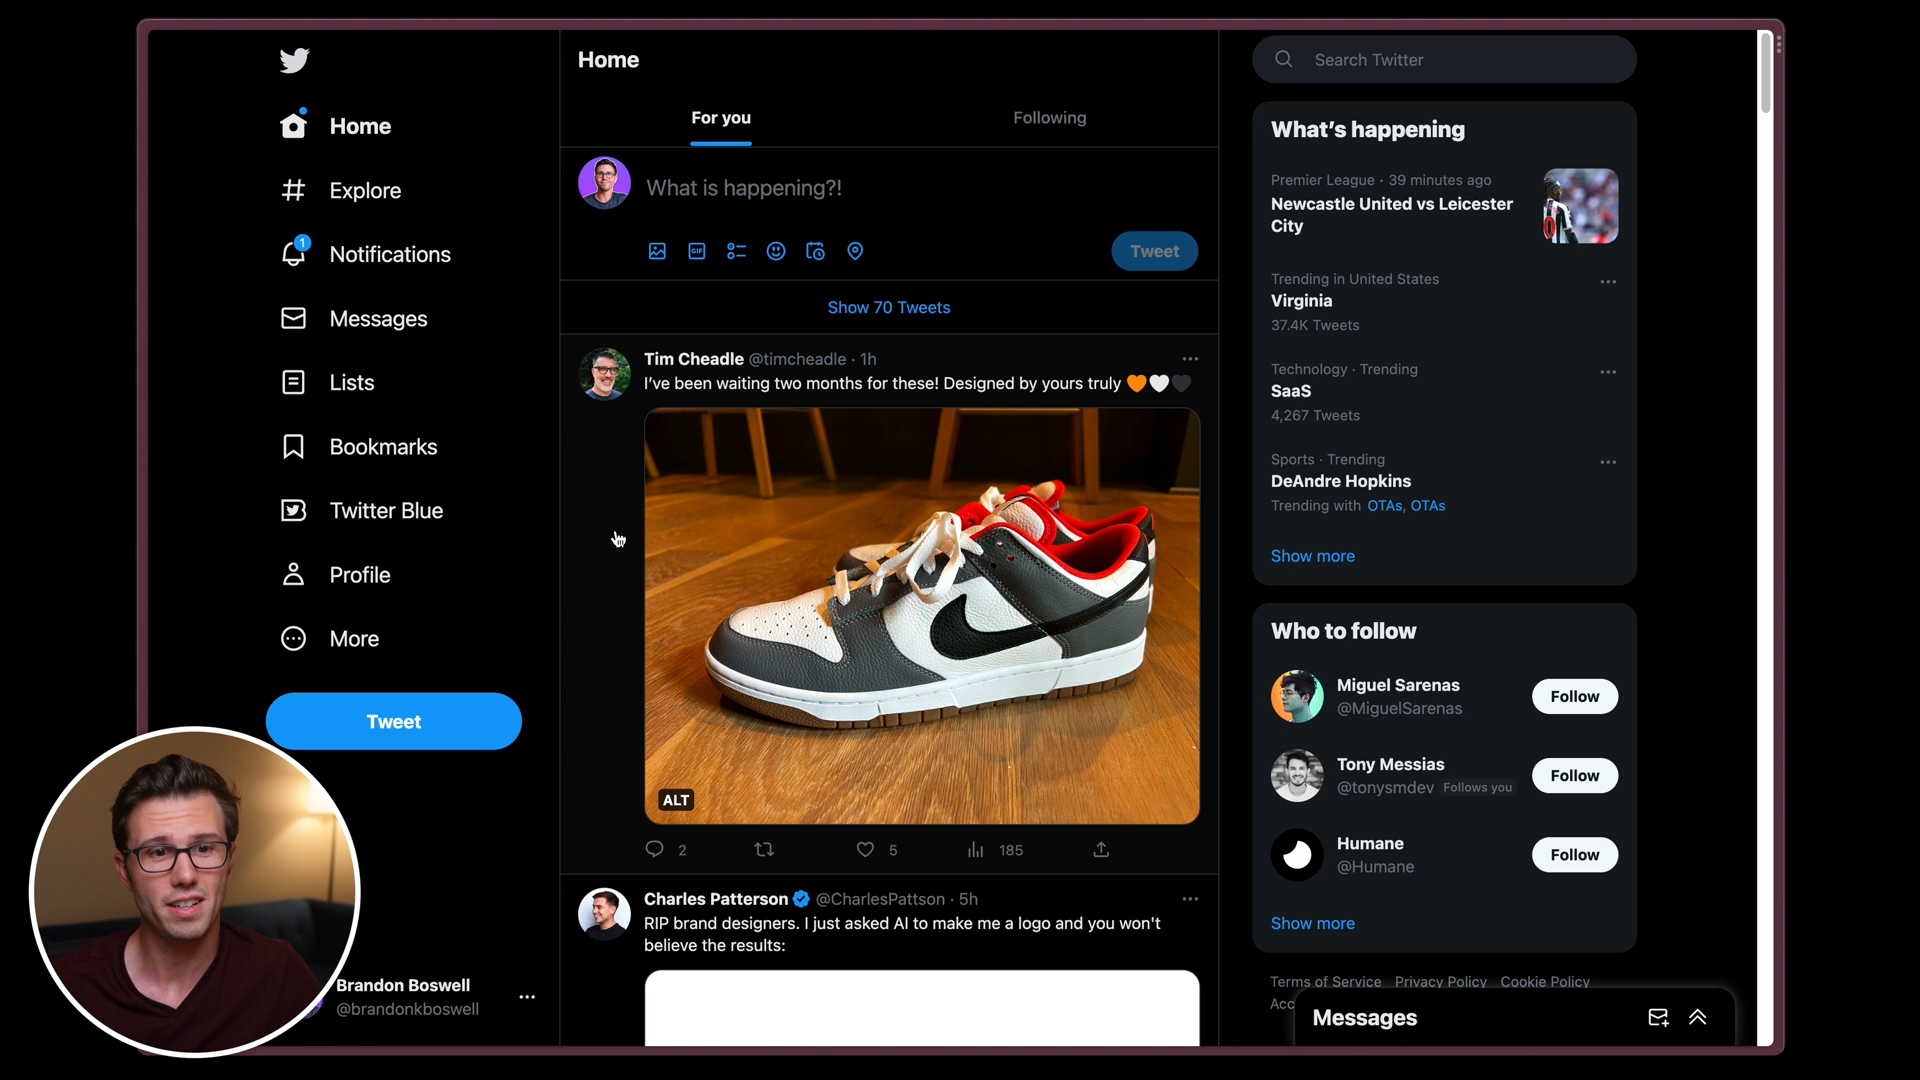 Home
Explore
1
Notifications
Messages
Lists
Bookmarks
Twitter Blue
Profile
More
Tweet
Brandon Boswell
@brandonkboswell
Home
For you
Following
What is happening?!
GIF
Tweet
Show 70 Tweets
Tim Cheadle @timcheadle · 1h
I've been waiting two months for these! Designed by yours truly 🧡🤍🖤
ALT
2
5
185
Charles Patterson @CharlesPattson · 5h
RIP brand designers. I just asked AI to make me a logo and you won't
believe the results:
Search Twitter
What's happening
Premier League · 39 minutes ago
Newcastle United vs Leicester
City
Trending in United States
Virginia
37.4K Tweets
Technology · Trending
SaaS
4,267 Tweets
Sports · Trending
DeAndre Hopkins
Trending with OTAs, OTAs
Show more
Who to follow
Miguel Sarenas
@MiguelSarenas
Follow
Tony Messias
@tonysmdev Follows you
Follow
Humane
@Humane
Follow
Show more
Terms of Service Privacy Policy Cookie Policy
Messages